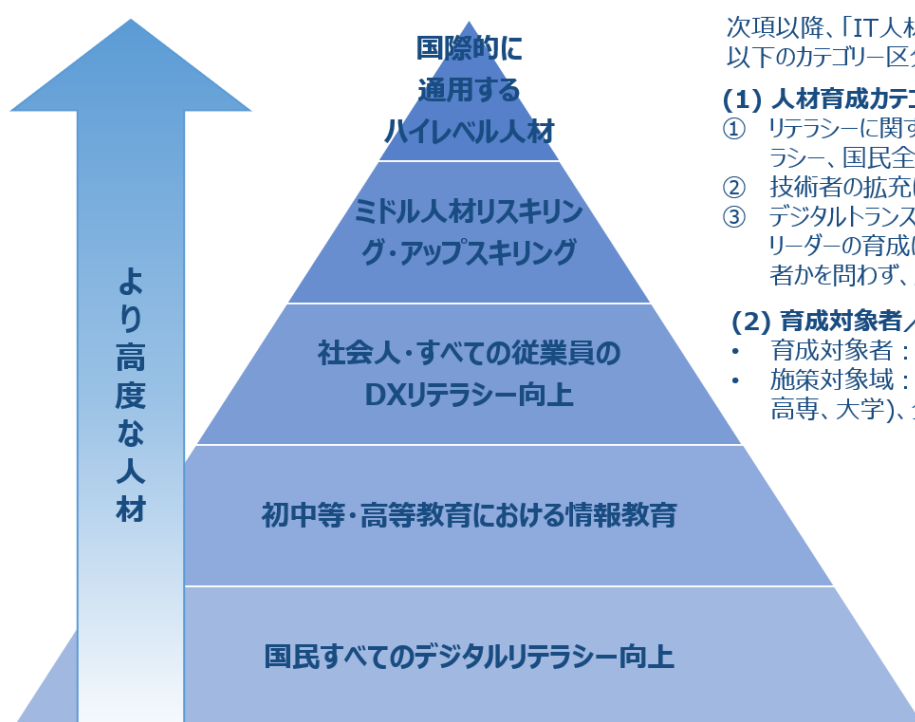 より高度な人材
国際的に
通用する
ハイレベル人材
ミドル人材リスキリン
グ・アップスキリング
社会人・すべての従業員の
DXリテラシー向上
初中等・高等教育における情報教育
国民すべてのデジタルリテラシー向上
次項以降、「IT人材
以下のカテゴリー区
(1) 人材育成カテ
① リテラシーに関す
ラシー、国民全
② 技術者の拡充
③ デジタルトランス
リーダーの育成
者かを問わず、
(2) 育成対象者／
• 育成対象者：
• 施策対象域：
高専、大学)、